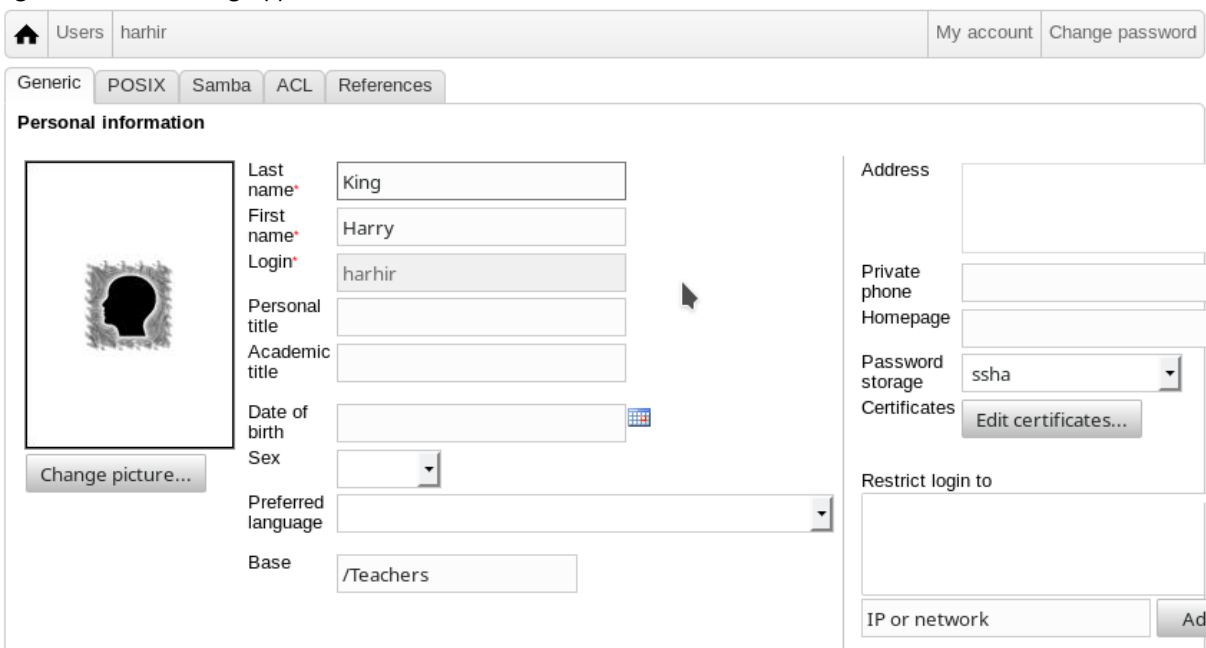 Users harhir My account Change password
Generic POSIX Samba ACL References
Personal information
Last
name*
King
First
name*
Harry
Login*
harhir
Personal
title
Academic
title
Date of
birth
Sex
Preferred
language
Base
/Teachers
Change picture...
Address
Private
phone
Homepage
Password
storage
ssha
Certificates
Edit certificates...
Restrict login to
IP or network
Ad